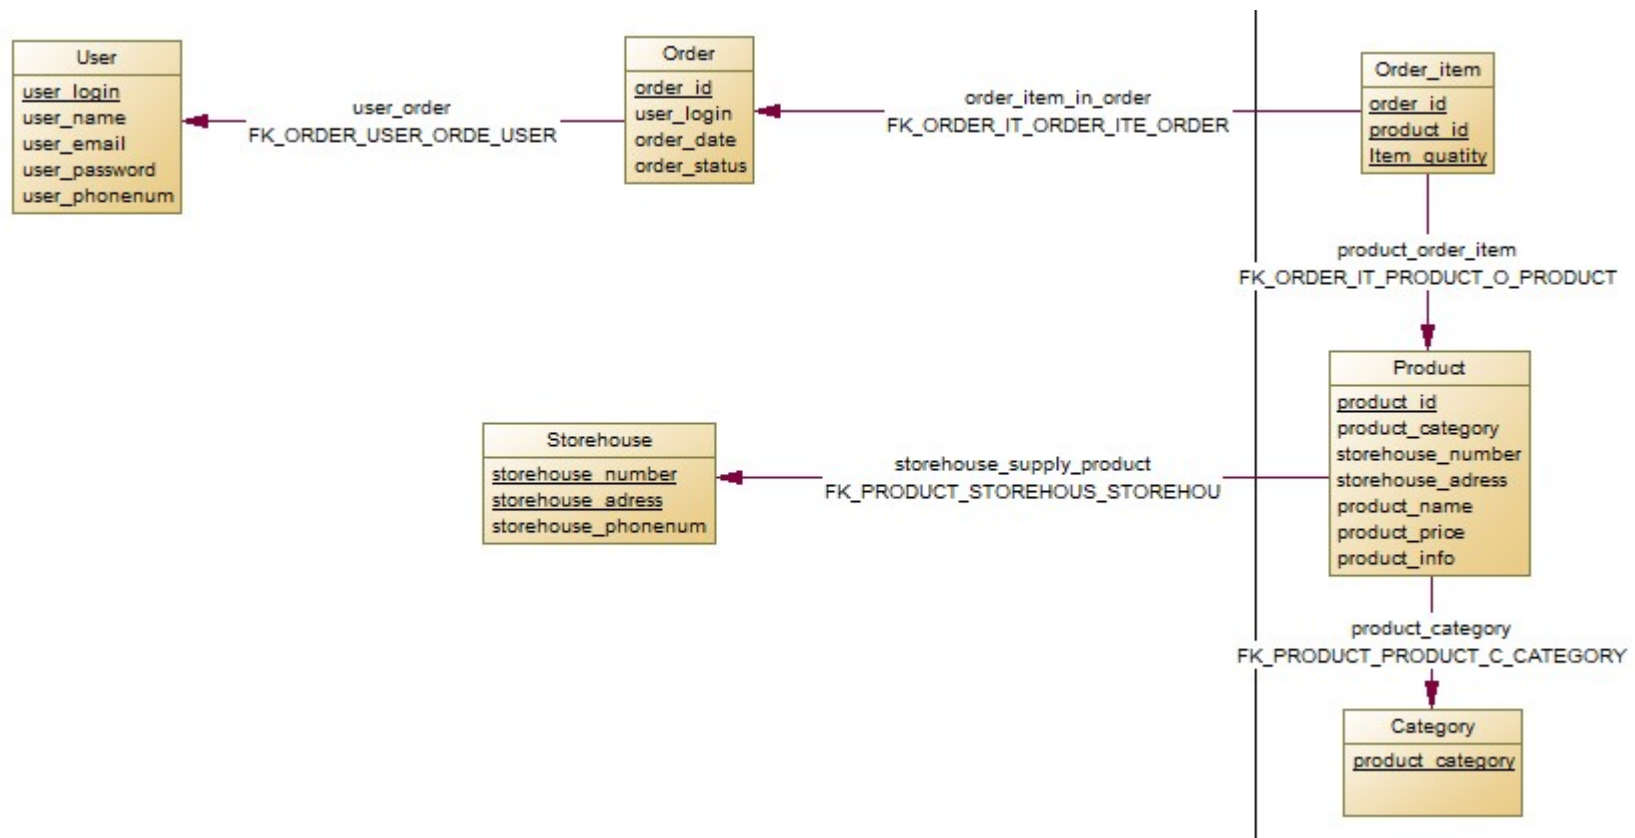 User
user_login
user_name
user_email
user_password
user_phonenum
user_order
FK_ORDER_USER_ORDE_USER
Order
order_id
user_login
order_date
order_status
order_item_in_order
FK_ORDER_IT_ORDER_ITE_ORDER
Order_item
order_id
product_id
Item_quatity
product_order_item
FK_ORDER_IT_PRODUCT_O_PRODUCT
Storehouse
storehouse_number
storehouse_adress
storehouse_phonenum
storehouse_supply_product
FK_PRODUCT_STOREHOUS_STOREHOU
Product
product_id
product_category
storehouse_number
storehouse_adress
product_name
product_price
product_info
product_category
FK_PRODUCT_PRODUCT_C_CATEGORY
Category
product_category